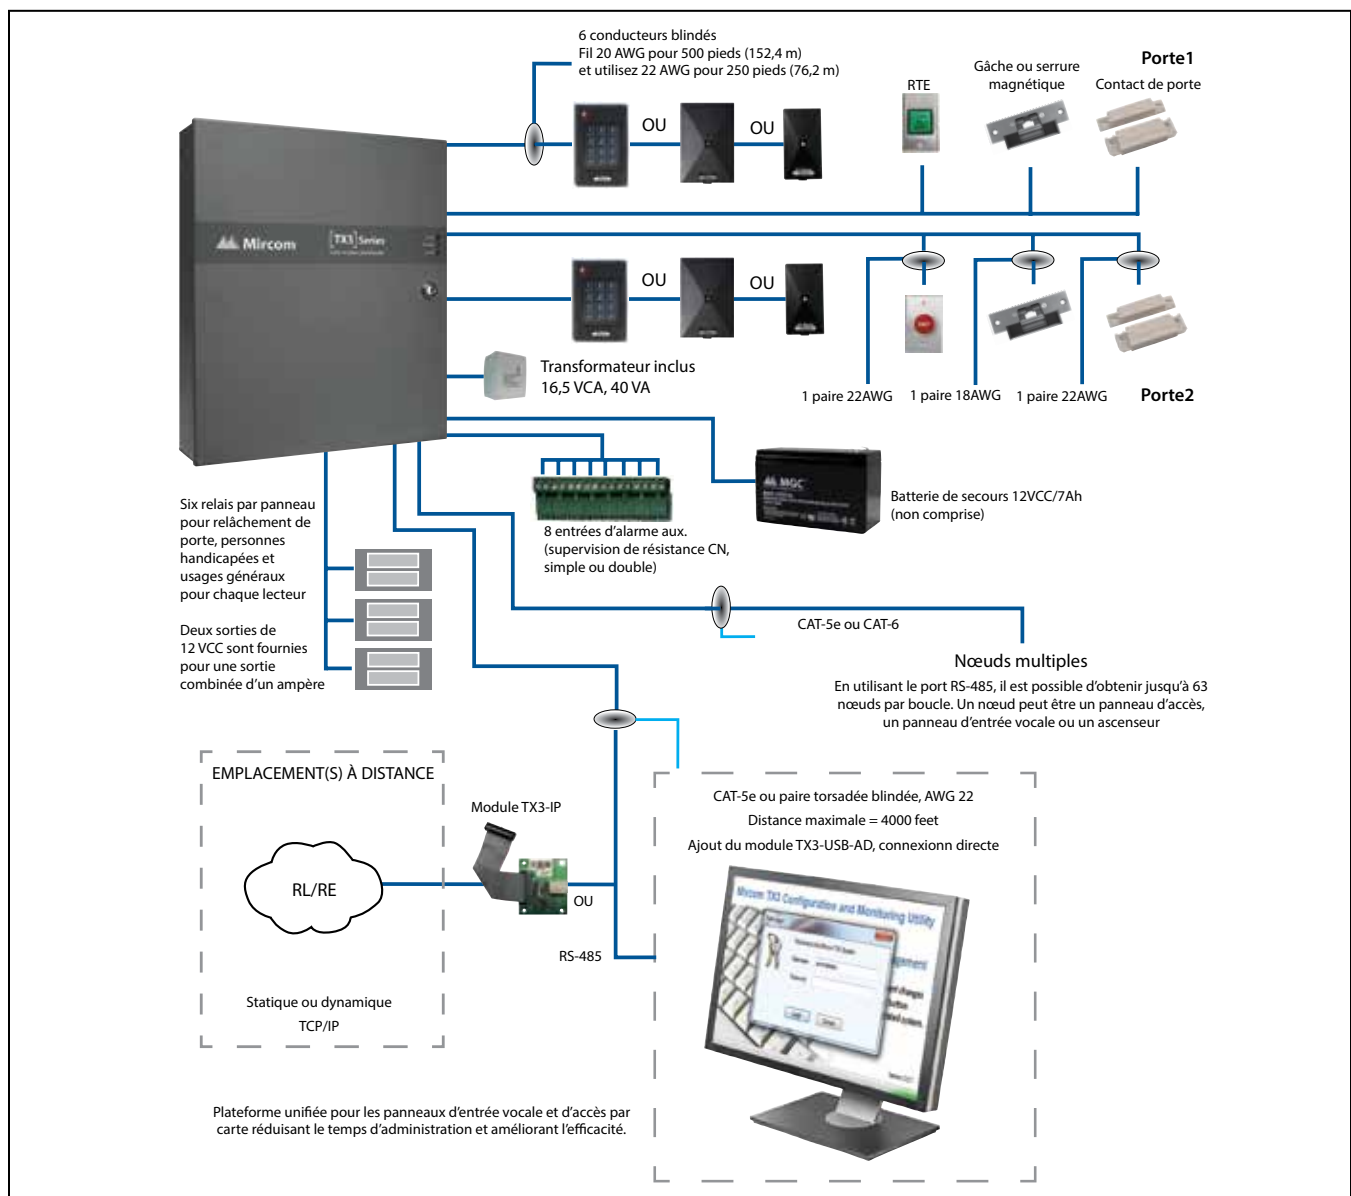 6 conducteurs blindés
Fil 20 AWG pour 500 pieds (152,4 m)
et utilisez 22 AWG pour 250 pieds (76,2 m)
Porte1
RTE
Gâche ou serrure
magnétique
Contact de porte
OU
OU
Mircom
[TX3] Series
OU
OU
Transformateur inclus
16,5 VCA, 40 VA
1 paire 22AWG
1 paire 18AWG
1 paire 22AWG
Porte2
MGC
Batterie de secours 12VCC/7Ah
(non comprise)
8 entrées d'alarme aux.
(supervision de résistance CN,
simple ou double)
Six relais par panneau
pour relâchement de
porte, personnes
handicapées et
usages généraux
pour chaque lecteur
Deux sorties de
12 VCC sont fournies
pour une sortie
combinée d'un ampère
CAT-5e ou CAT-6
Nœuds multiples
En utilisant le port RS-485, il est possible d'obtenir jusqu'à 63
nœuds par boucle. Un nœud peut être un panneau d'accès,
un panneau d'entrée vocale ou un ascenseur
EMPLACEMENT(S) À DISTANCE
RL/RE
Statique ou dynamique
TCP/IP
Module TX3-IP
OU
RS-485
CAT-5e ou paire torsadée blindée, AWG 22
Distance maximale = 4000 feet
Ajout du module TX3-USB-AD, connexionn directe
Mircom TX3 Configuration and Monitoring Utility
Plateforme unifiée pour les panneaux d'entrée vocale et d'accès par
carte réduisant le temps d'administration et améliorant l'efficacité.